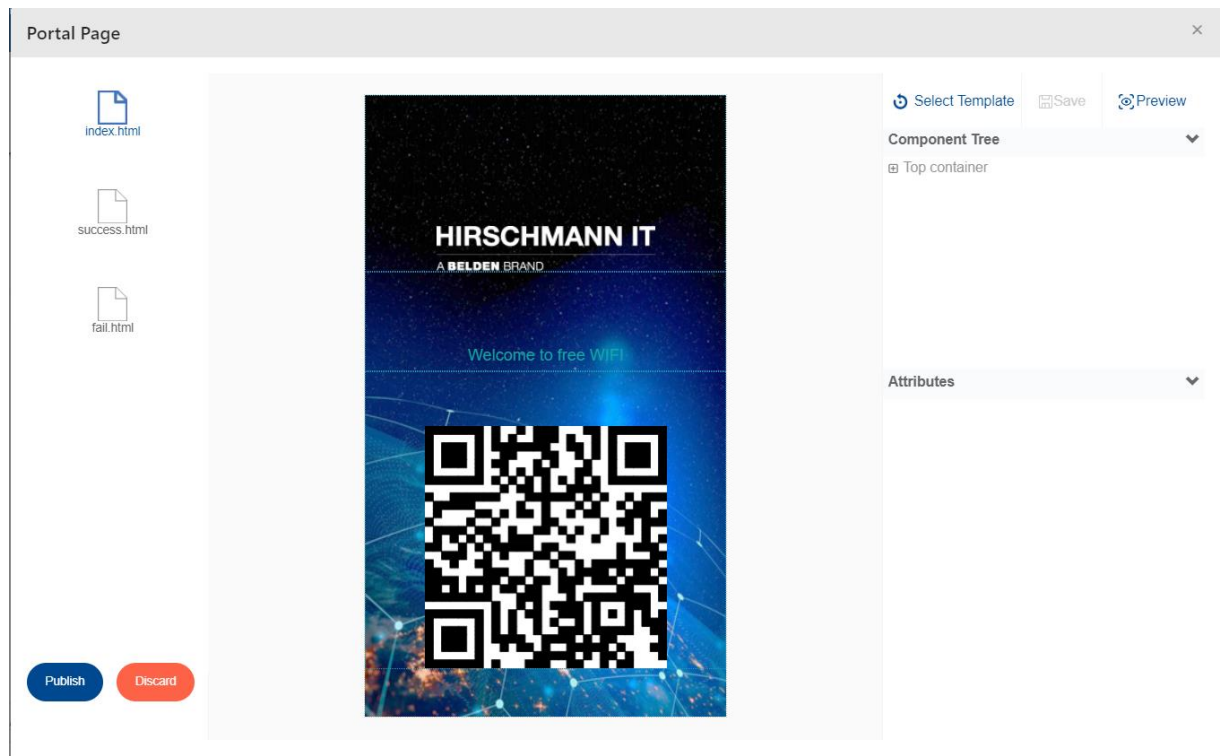 Portal Page
index.html
success.html
fail.html
Publish
Discard
HIRSCHMANN IT
A BELDEN BRAND
Welcome to free WIFI
Select Template
Save
Preview
Component Tree
Top container
Attributes